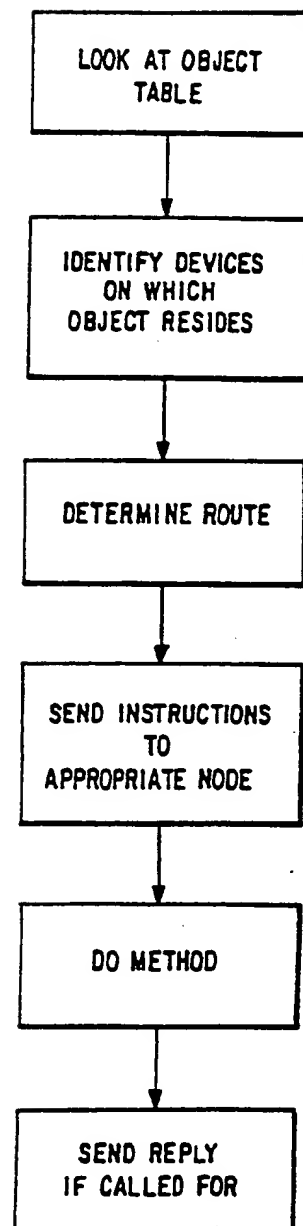 LOOK AT OBJECT
TABLE
IDENTIFY DEVICES
ON WHICH
OBJECT RESIDES
DETERMINE ROUTE
SEND INSTRUCTIONS
TO
APPROPRIATE NODE
DO METHOD
SEND REPLY
IF CALLED FOR